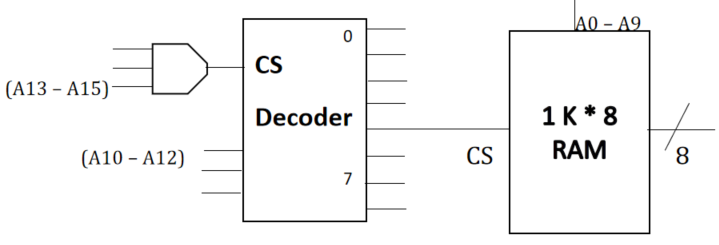 A0 – A9
0
CS
(A13 – A15)
Decoder
1 K * 8
RAM
(A10 – A12)
CS
8
7